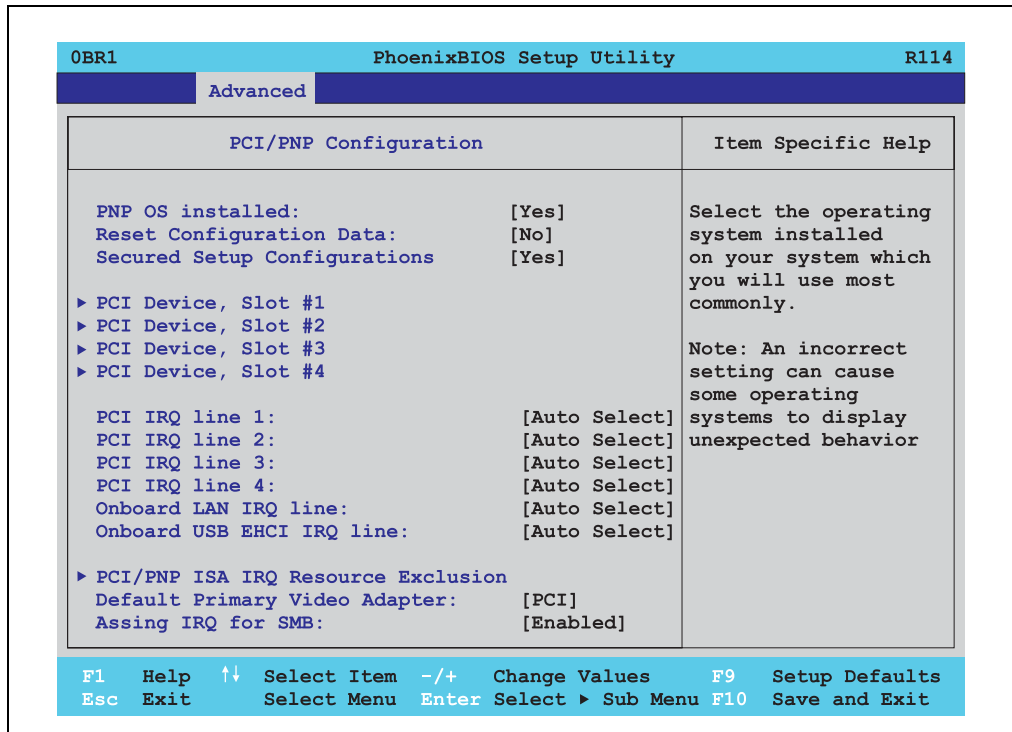 0BR1 PhoenixBIOS Setup Utility R114
Advanced
PCI/PNP Configuration
Item Specific Help
PNP OS installed: [Yes]
Reset Configuration Data: [No]
Secured Setup Configurations [Yes]
▶ PCI Device, Slot #1
▶ PCI Device, Slot #2
▶ PCI Device, Slot #3
▶ PCI Device, Slot #4
PCI IRQ line 1: [Auto Select]
PCI IRQ line 2: [Auto Select]
PCI IRQ line 3: [Auto Select]
PCI IRQ line 4: [Auto Select]
Onboard LAN IRQ line: [Auto Select]
Onboard USB EHCI IRQ line: [Auto Select]
▶ PCI/PNP ISA IRQ Resource Exclusion
Default Primary Video Adapter: [PCI]
Assing IRQ for SMB: [Enabled]
Select the operating
system installed
on your system which
you will use most
commonly.
Note: An incorrect
setting can cause
some operating
systems to display
unexpected behavior
F1 Help ↑↓ Select Item -/+ Change Values F9 Setup Defaults
Esc Exit Select Menu Enter Select ▶ Sub Menu F10 Save and Exit